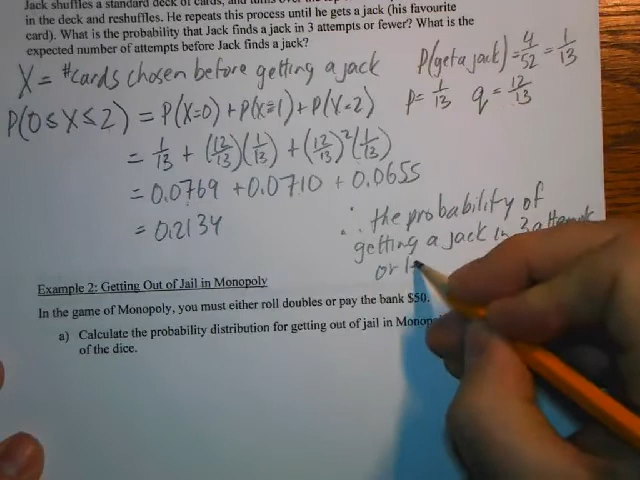 Jack shuffles a standard deck of cards, and turns over the
in the deck and reshuffles. He repeats this process until he gets a jack (his favourite
card). What is the probability that Jack finds a jack in 3 attempts or fewer? What is the
expected number of attempts before Jack finds a jack?
X = #cards chosen before getting a jack
P(get a jack) = 4/52 = 1/13
p = 1/13 q = 12/13
P(0 ≤ X ≤ 2) = P(X=0) + P(X=1) + P(X=2)
= 1/13 + (12/13)(1/13) + (12/13)²(1/13)
= 0.0769 + 0.0710 + 0.0655
= 0.2134
∴ the probability of
getting a jack in 3 attempts
or
Example 2: Getting Out of Jail in Monopoly
In the game of Monopoly, you must either roll doubles or pay the bank $50.
a) Calculate the probability distribution for getting out of jail in
of the dice.